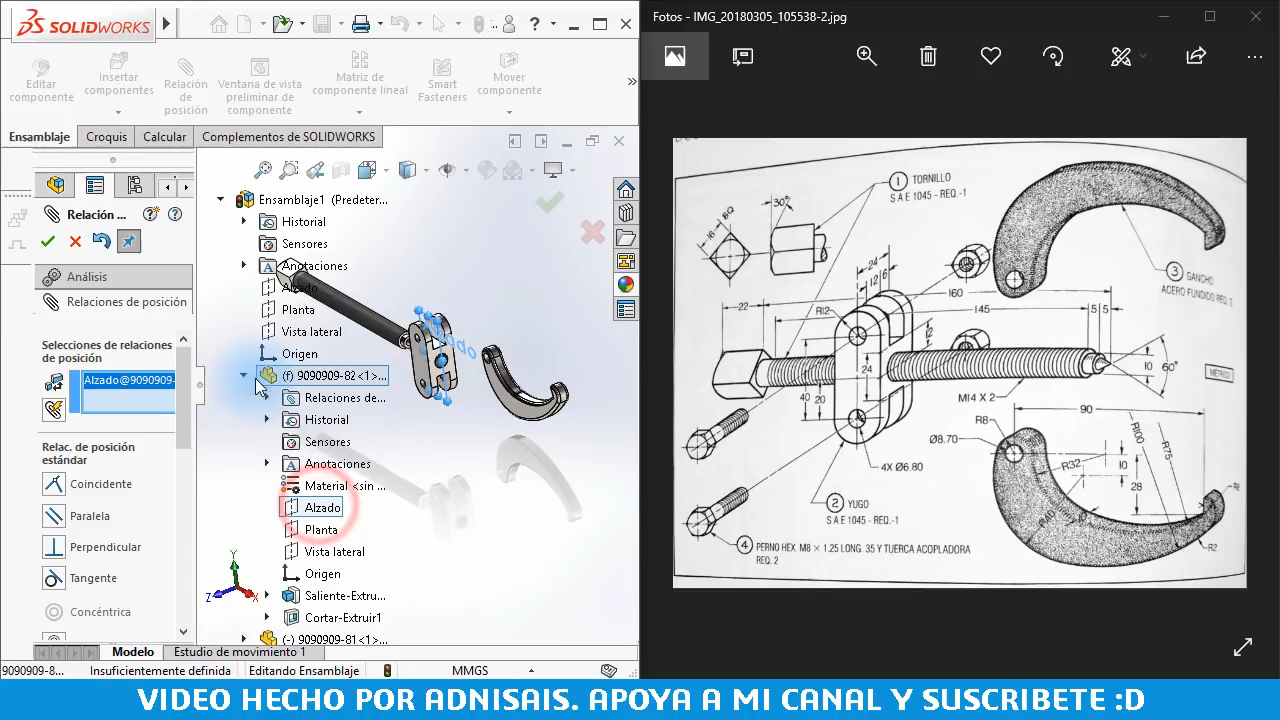 SOLIDWORKS
Editar componente
Insertar componentes
Relación de posición
Ventana de vista preliminar de componente
Matriz de componente lineal
Smart Fasteners
Mover componente
Ensamblaje
Croquis
Calcular
Complementos de SOLIDWORKS
Relación ...
Análisis
Relaciones de posición
Selecciones de relaciones de posición
Alzado@9090909-
Relac. de posición estándar
Coincidente
Paralela
Perpendicular
Tangente
Concéntrica
Ensamblaje1 (Predeter...
Historial
Sensores
Anotaciones
Alzado
Planta
Vista lateral
Origen
(f) 9090909-82<1>...
Relaciones de...
Historial
Sensores
Anotaciones
Material <sin ...
Alzado
Planta
Vista lateral
Origen
Saliente-Extru...
Cortar-Extruir1
(-) 9090909-81<1>...
Y
Z
X
Modelo
Estudio de movimiento 1
9090909-8...
Insuficientemente definida
Editando Ensamblaje
MMGS
Fotos - IMG_20180305_105538-2.jpg
1 TORNILLO
S A E 1045 - REQ.-1
30°
24
12
6
160
145
22
R12
5
5
24
40
20
10
60°
METRICO
M14 X 2
90
R8
Ø8.70
R100
R75
R32
10
28
R2
4X Ø6.80
3 GANCHO
ACERO FUNDIDO REQ. 2
2 YUGO
S A E 1045 - REQ.-1
4 PERNO HEX. M8 × 1.25 LONG. 35 Y TUERCA ACOPLADORA
REQ. 2
VIDEO HECHO POR ADNISAIS. APOYA A MI CANAL Y SUSCRIBETE :D